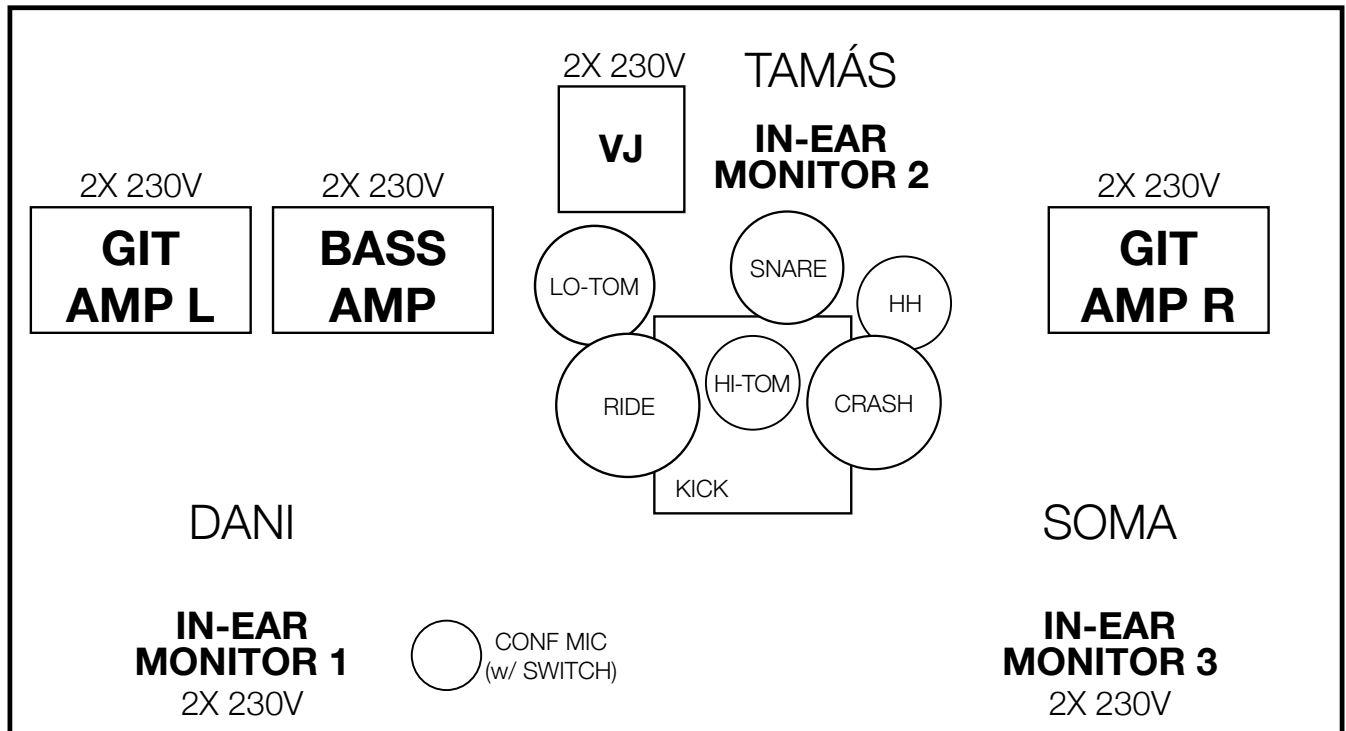 2X 230V
TAMÁS
VJ
IN-EAR
MONITOR 2
2X 230V
GIT
AMP L
2X 230V
BASS
AMP
2X 230V
GIT
AMP R
LO-TOM
SNARE
HH
RIDE
HI-TOM
CRASH
KICK
DANI
SOMA
IN-EAR
MONITOR 1
2X 230V
CONF MIC
(w/ SWITCH)
IN-EAR
MONITOR 3
2X 230V